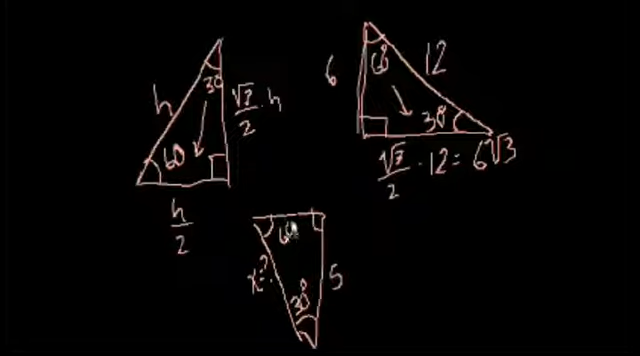 h
30
√3/2 · h
60
h/2
6
60
12
30°
√3/2 · 12 = 6√3
60
x=?
5
30°